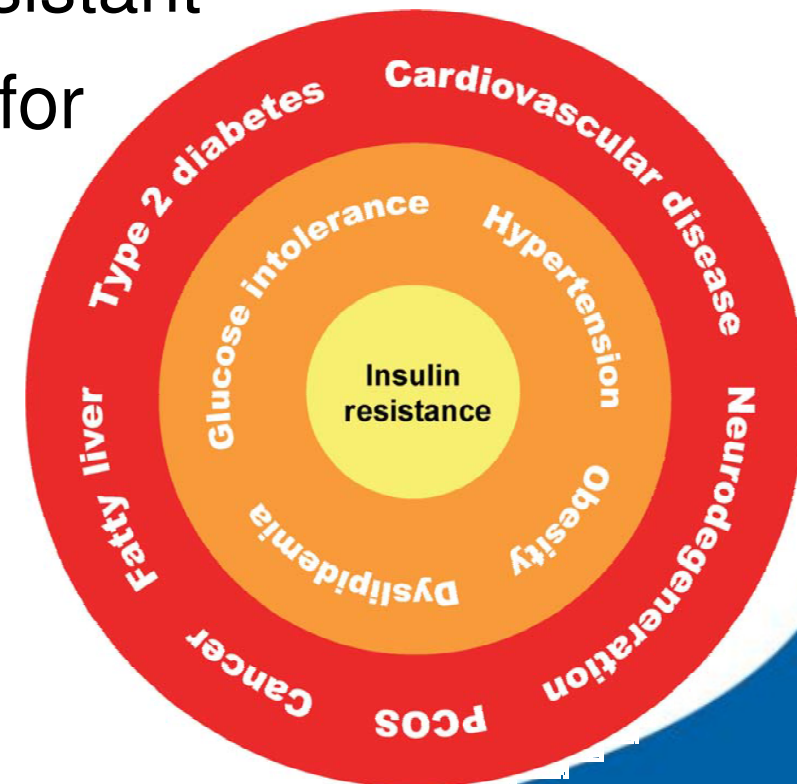 for
Cardiovascular disease
Neurodegeneration
PCOS
Cancer
Fatty liver
Type 2 diabetes
Glucose intolerance
Hypertension
Obesity
Dyslipidemia
Insulin
resistance